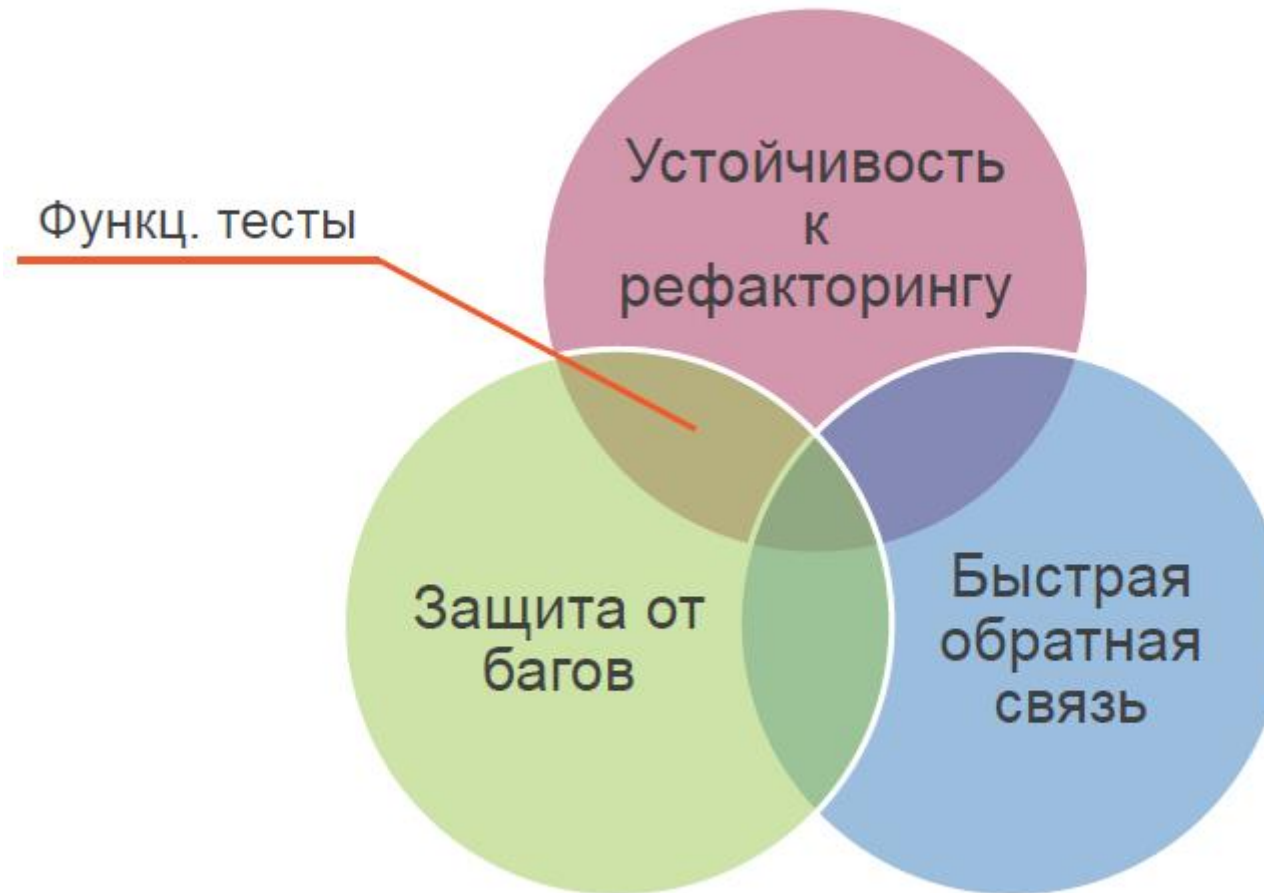 Устойчивость
к
рефакторингу
Функц. тесты
Защита от
багов
Быстрая
обратная
связь